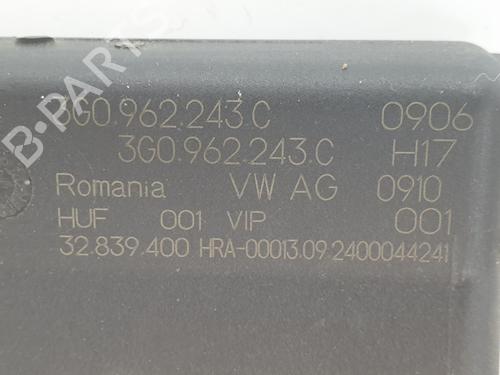 B-PARTS
3G0.962.243.C 0906
3G0.962.243.C H17
Romania VW AG 0910
HUF 001 VIP 001
32.839.400 HRA-00013.09.2400044241